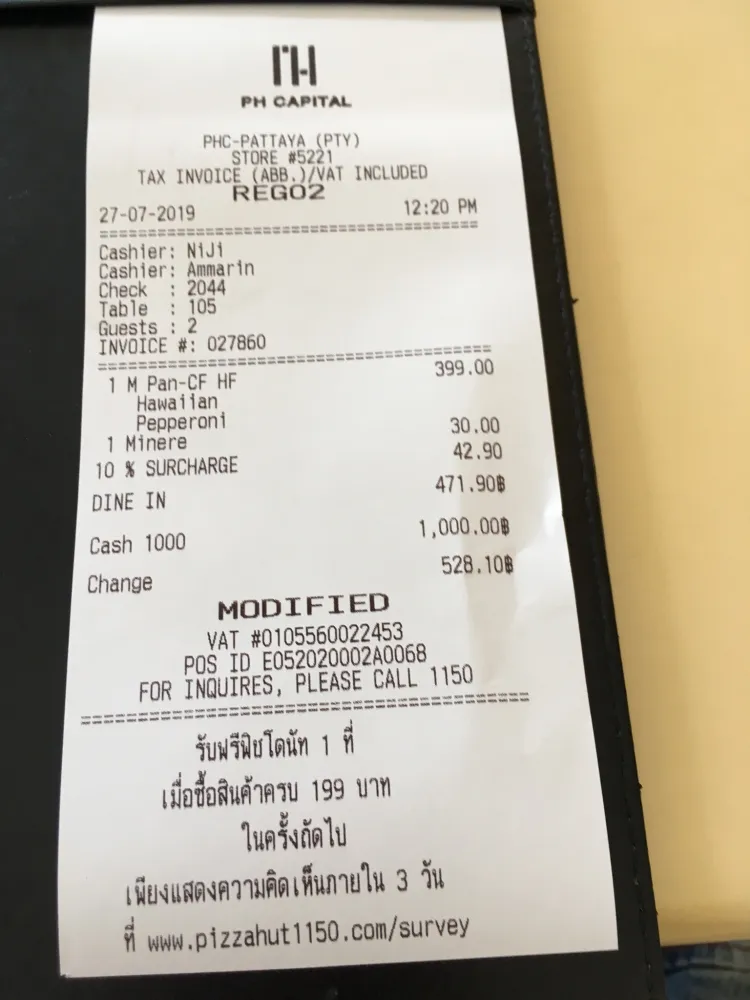 PH CAPITAL
PHC-PATTAYA (PTY)
STORE #5221
TAX INVOICE (ABB.)/VAT INCLUDED
REG02
27-07-2019 12:20 PM
========================================
Cashier: NiJi
Cashier: Ammarin
Check : 2044
Table : 105
Guests : 2
INVOICE #: 027860
========================================
1 M Pan-CF HF 399.00
Hawaiian
Pepperoni
1 Minere 30.00
10 % SURCHARGE 42.90
DINE IN 471.90฿
Cash 1000 1,000.00฿
Change 528.10฿
MODIFIED
VAT #0105560022453
POS ID E052020002A0068
FOR INQUIRES, PLEASE CALL 1150
========================================
รับฟรีฟิชโดนัท 1 ที่
เมื่อซื้อสินค้าครบ 199 บาท
ในครั้งถัดไป
เพียงแสดงความคิดเห็นภายใน 3 วัน
ที่ www.pizzahut1150.com/survey